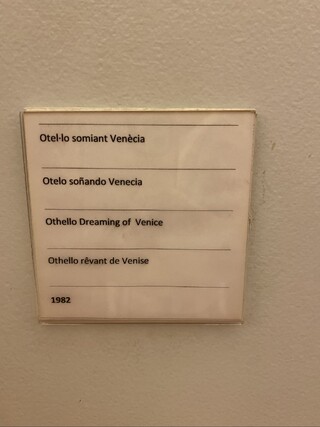 Otel·lo somiant Venècia
Otelo soñando Venecia
Othello Dreaming of Venice
Othello rêvant de Venise
1982